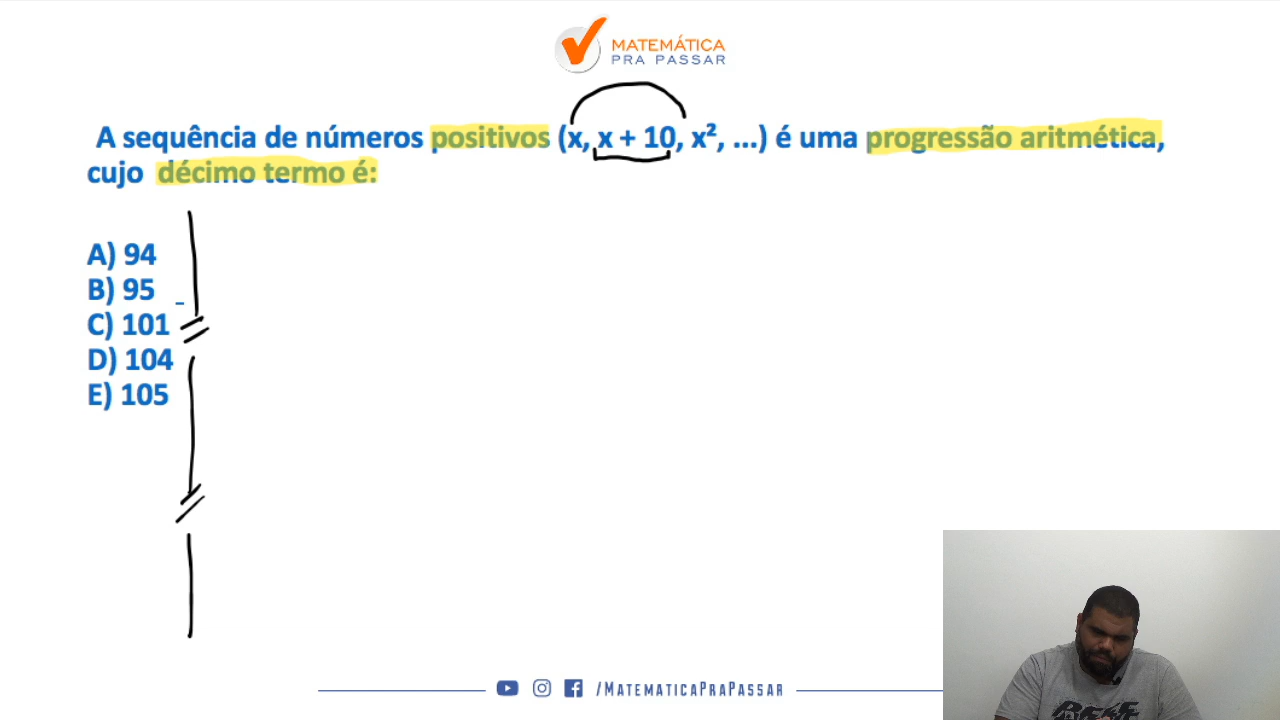 MATEMÁTICA
PRA PASSAR
A sequência de números positivos (x, x + 10, x², ...) é uma progressão aritmética,
cujo décimo termo é:
A) 94
B) 95
C) 101
D) 104
E) 105
/MATEMATICAPRAPASSAR